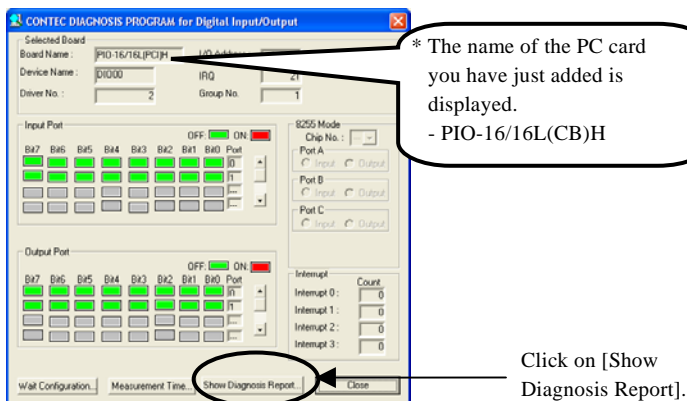 CONTEC DIAGNOSIS PROGRAM for Digital Input/Output
Selected Board
Board Name : PIO-16/16L(PCI)H I/O Address
Device Name : DIO00 IRQ 21
Driver No. : 2 Group No. 1
* The name of the PC card
you have just added is
displayed.
- PIO-16/16L(CB)H
Input Port
OFF: ON:
Bit7 Bit6 Bit5 Bit4 Bit3 Bit2 Bit1 Bit0 Port
0
1
8255 Mode
Chip No. :
Port A
Input Output
Port B
Input Output
Port C
Input Output
Output Port
OFF: ON:
Bit7 Bit6 Bit5 Bit4 Bit3 Bit2 Bit1 Bit0 Port
0
1
Interrupt
Count
Interrupt 0 : 0
Interrupt 1 : 0
Interrupt 2 : 0
Interrupt 3 : 0
Wait Configuration... Measurement Time... Show Diagnosis Report... Close
Click on [Show
Diagnosis Report].